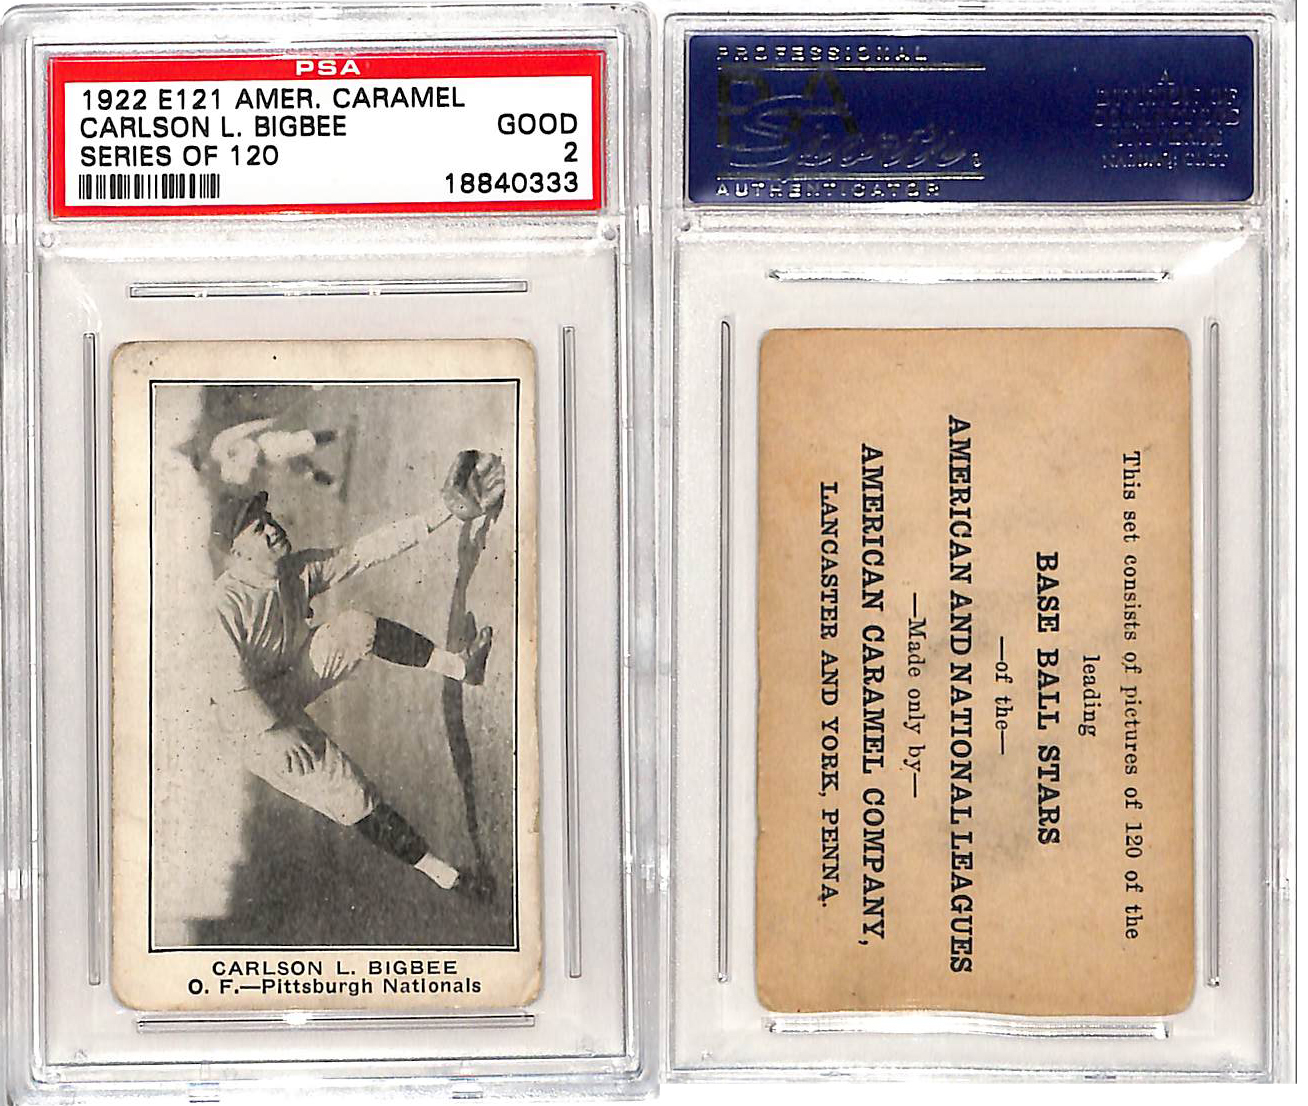 PSA
1922 E121 AMER. CARAMEL
CARLSON L. BIGBEE GOOD
SERIES OF 120 2
18840333
CARLSON L. BIGBEE
O. F.—Pittsburgh Nationals
PROFESSIONAL
PSA
AUTHENTICATOR
This set consists of pictures of 120 of the
leading
BASE BALL STARS
—of the—
AMERICAN AND NATIONAL LEAGUES
—Made only by—
AMERICAN CARAMEL COMPANY,
LANCASTER AND YORK, PENNA.